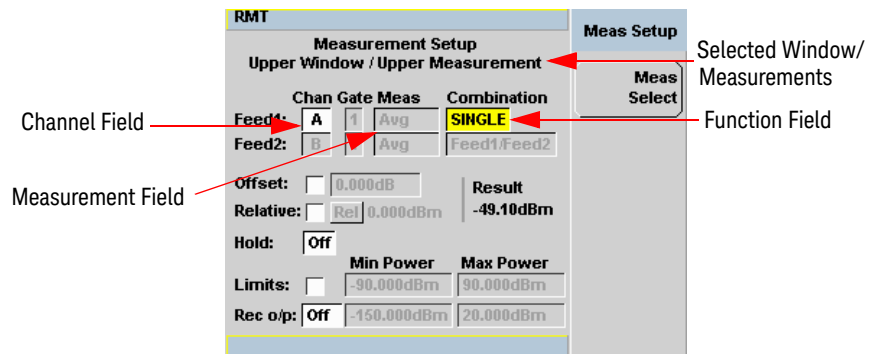 RMT
Meas Setup
Measurement Setup
Upper Window / Upper Measurement
Selected Window/
Measurements
Meas
Select
Chan Gate Meas Combination
Channel Field
Feed1: A 1 Avg SINGLE
Function Field
Feed2: B Avg Feed1/Feed2
Measurement Field
Offset: 0.000dB Result
Relative: Rel 0.000dBm -49.10dBm
Hold: Off
Min Power Max Power
Limits: -90.000dBm 90.000dBm
Rec o/p: Off -150.000dBm 20.000dBm